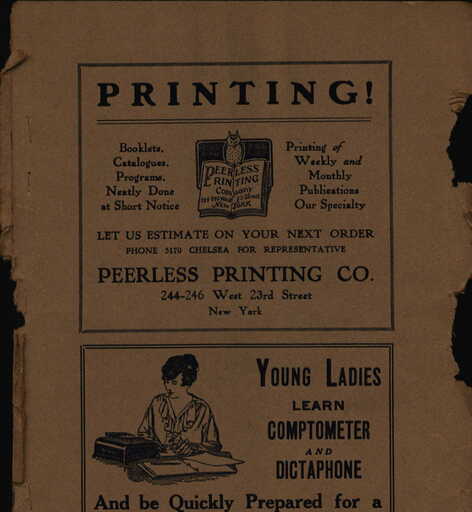 PRINTING!
Booklets,
Catalogues,
Programs,
Neatly Done
at Short Notice
PEERLESS
PRINTING
Company
New York
Printing of
Weekly and
Monthly
Publications
Our Specialty
LET US ESTIMATE ON YOUR NEXT ORDER
PHONE 5170 CHELSEA FOR REPRESENTATIVE
PEERLESS PRINTING CO.
244-246 West 23rd Street
New York
YOUNG LADIES
LEARN
COMPTOMETER
AND
DICTAPHONE
And be Quickly Prepared for a